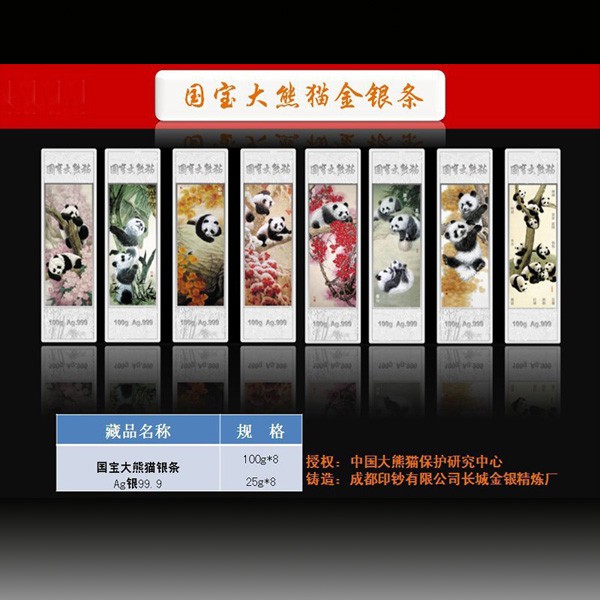 国宝大熊猫金银条
国宝大熊猫
国宝大熊猫
国宝大熊猫
国宝大熊猫
国宝大熊猫
国宝大熊猫
国宝大熊猫
国宝大熊猫
100g Ag.999
100g Ag.999
100g Ag.999
100g Ag.999
100g Ag.999
100g Ag.999
100g Ag.999
100g Ag.999
藏品名称 规 格
国宝大熊猫银条 100g*8
Ag银99.9 25g*8
授权：中国大熊猫保护研究中心
铸造：成都印钞有限公司长城金银精炼厂